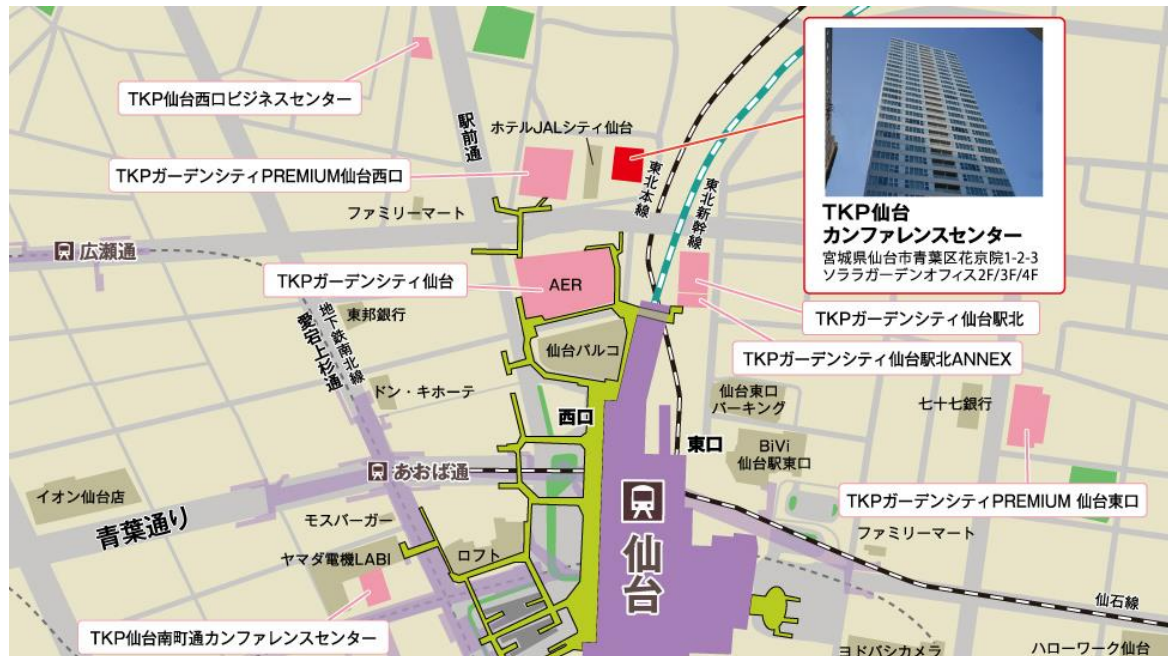 TKP仙台西口ビジネスセンター
駅前通
ホテルJALシティ仙台
TKPガーデンシティPREMIUM仙台西口
ファミリーマート
東北本線
東北新幹線
TKP仙台
カンファレンスセンター
宮城県仙台市青葉区花京院1-2-3
ソララガーデンオフィス2F/3F/4F
広瀬通
TKPガーデンシティ仙台
AER
地下鉄南北線
愛宕上杉通
東邦銀行
仙台パルコ
TKPガーデンシティ仙台駅北
TKPガーデンシティ仙台駅北ANNEX
ドン・キホーテ
西口
東口
仙台東口
パーキング
七十七銀行
BiVi
仙台駅東口
あおば通
イオン仙台店
青葉通り
TKPガーデンシティPREMIUM 仙台東口
モスバーガー
ヤマダ電機LABI
ロフト
仙台
ファミリーマート
仙石線
TKP仙台南町通カンファレンスセンター
ヨドバシカメラ
ハローワーク仙台